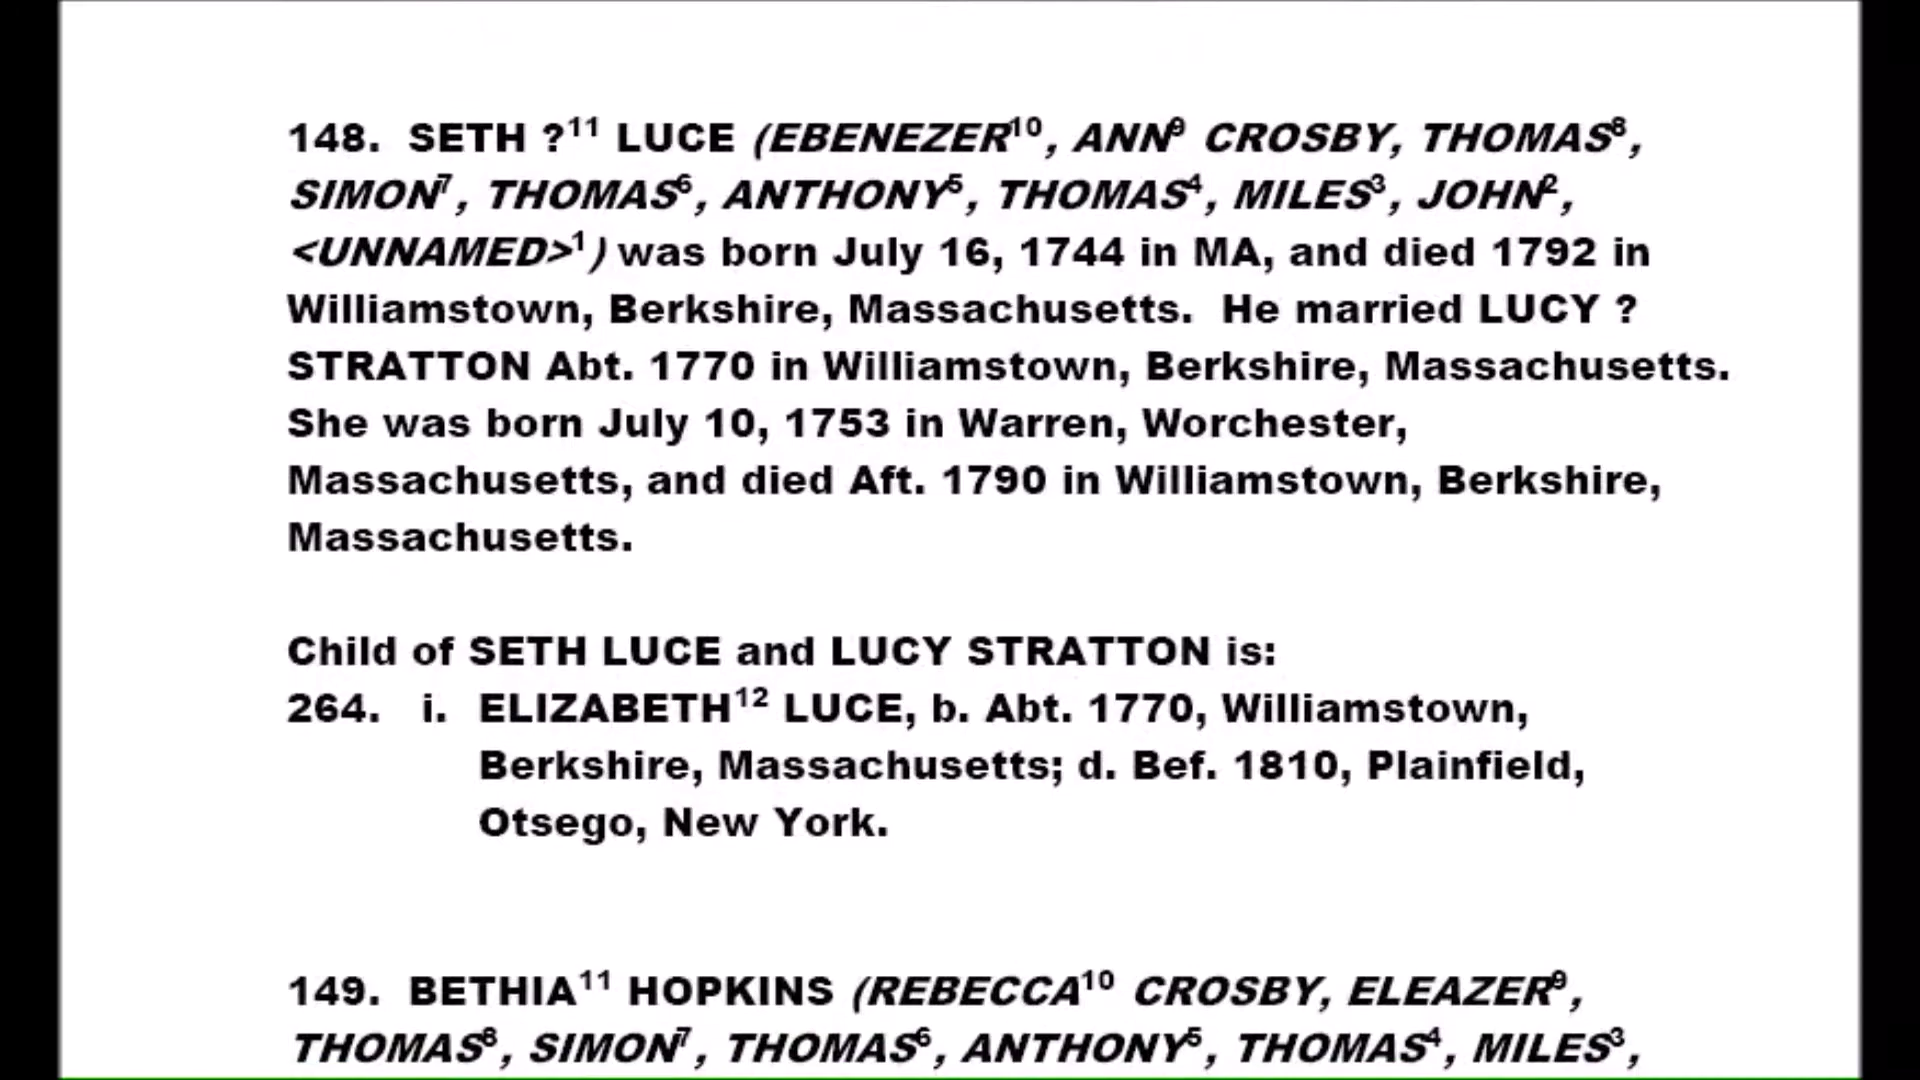 148. SETH ?¹¹ LUCE (EBENEZER¹⁰, ANN⁹ CROSBY, THOMAS⁸,
SIMON⁷, THOMAS⁶, ANTHONY⁵, THOMAS⁴, MILES³, JOHN²,
<UNNAMED>¹) was born July 16, 1744 in MA, and died 1792 in
Williamstown, Berkshire, Massachusetts. He married LUCY ?
STRATTON Abt. 1770 in Williamstown, Berkshire, Massachusetts.
She was born July 10, 1753 in Warren, Worchester,
Massachusetts, and died Aft. 1790 in Williamstown, Berkshire,
Massachusetts.
Child of SETH LUCE and LUCY STRATTON is:
264. i. ELIZABETH¹² LUCE, b. Abt. 1770, Williamstown,
Berkshire, Massachusetts; d. Bef. 1810, Plainfield,
Otsego, New York.
149. BETHIA¹¹ HOPKINS (REBECCA¹⁰ CROSBY, ELEAZER⁹,
THOMAS⁸, SIMON⁷, THOMAS⁶, ANTHONY⁵, THOMAS⁴, MILES³,